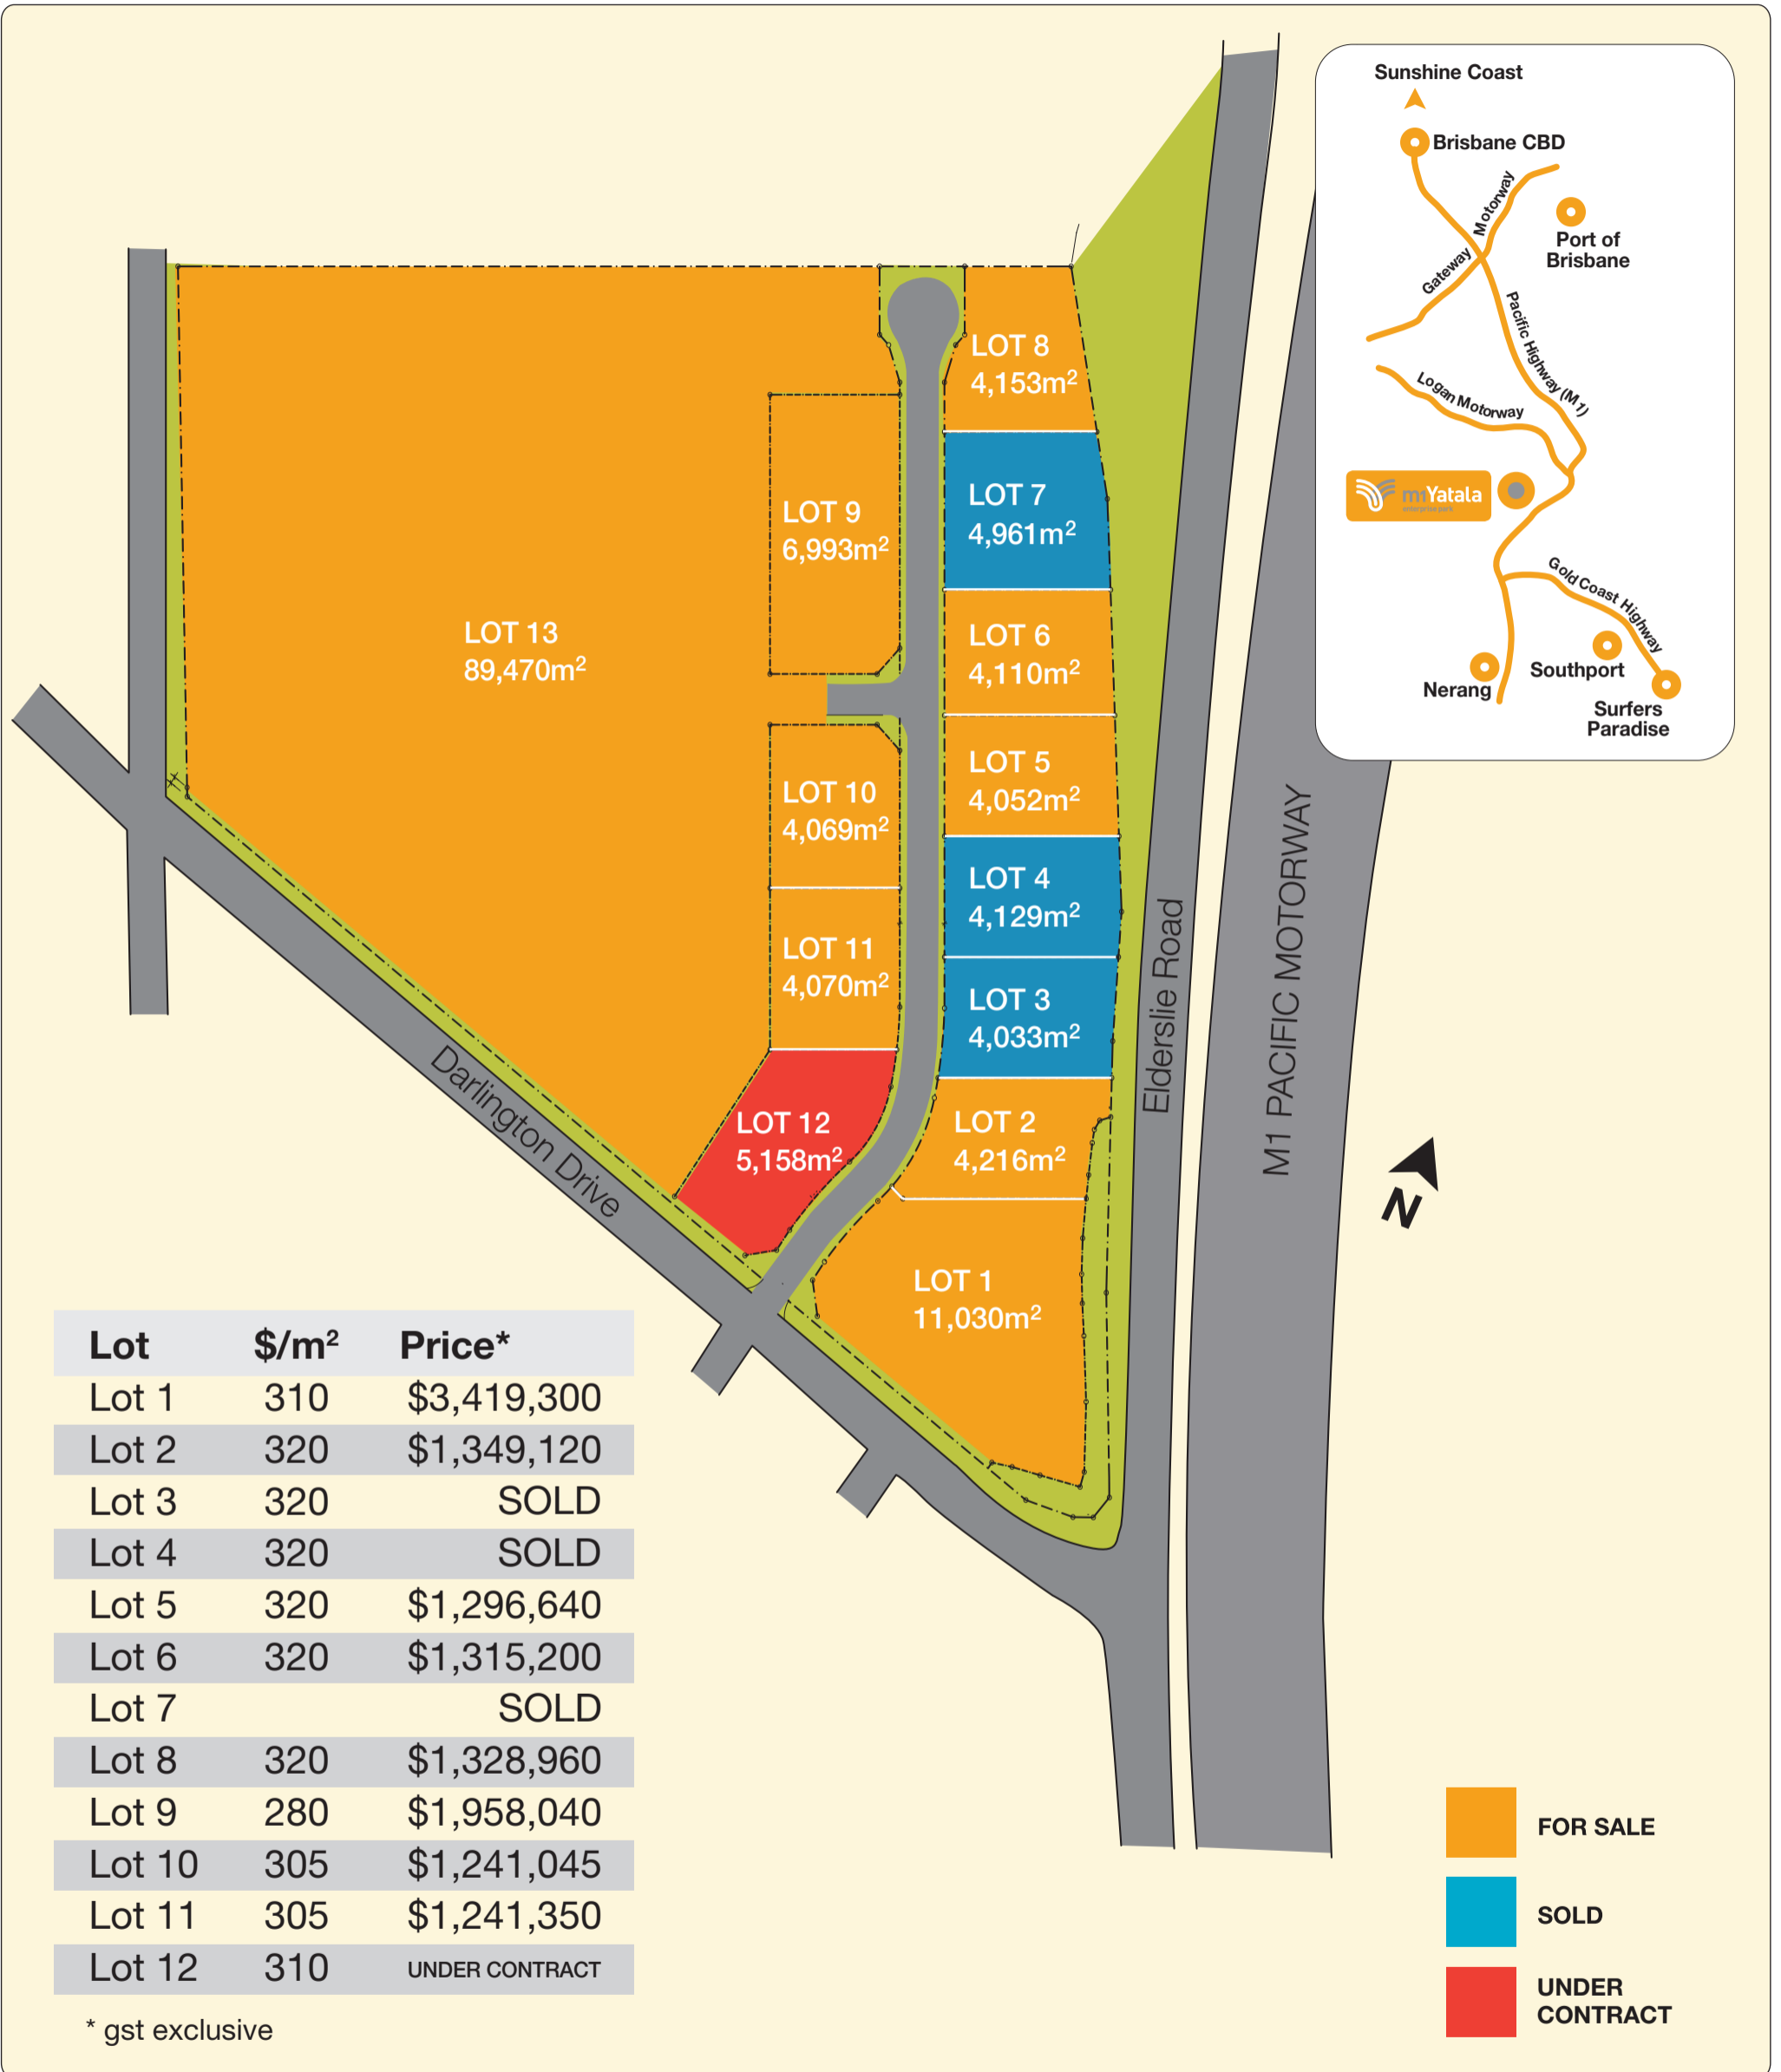 Sunshine Coast
Brisbane CBD
Gateway Motorway
Port of
Brisbane
Pacific Highway (M1)
Logan Motorway
m1Yatala
enterprise park
Gold Coast Highway
Southport
Nerang
Surfers
Paradise
LOT 8
4,153m²
LOT 7
4,961m²
LOT 9
6,993m²
LOT 13
89,470m²
LOT 6
4,110m²
LOT 5
4,052m²
LOT 10
4,069m²
LOT 4
4,129m²
LOT 11
4,070m²
LOT 3
4,033m²
LOT 12
5,158m²
LOT 2
4,216m²
LOT 1
11,030m²
Darlington Drive
Elderslie Road
M1 PACIFIC MOTORWAY
N
Lot $/m² Price*
Lot 1 310 $3,419,300
Lot 2 320 $1,349,120
Lot 3 320 SOLD
Lot 4 320 SOLD
Lot 5 320 $1,296,640
Lot 6 320 $1,315,200
Lot 7 SOLD
Lot 8 320 $1,328,960
Lot 9 280 $1,958,040
Lot 10 305 $1,241,045
Lot 11 305 $1,241,350
Lot 12 310 UNDER CONTRACT
* gst exclusive
FOR SALE
SOLD
UNDER
CONTRACT